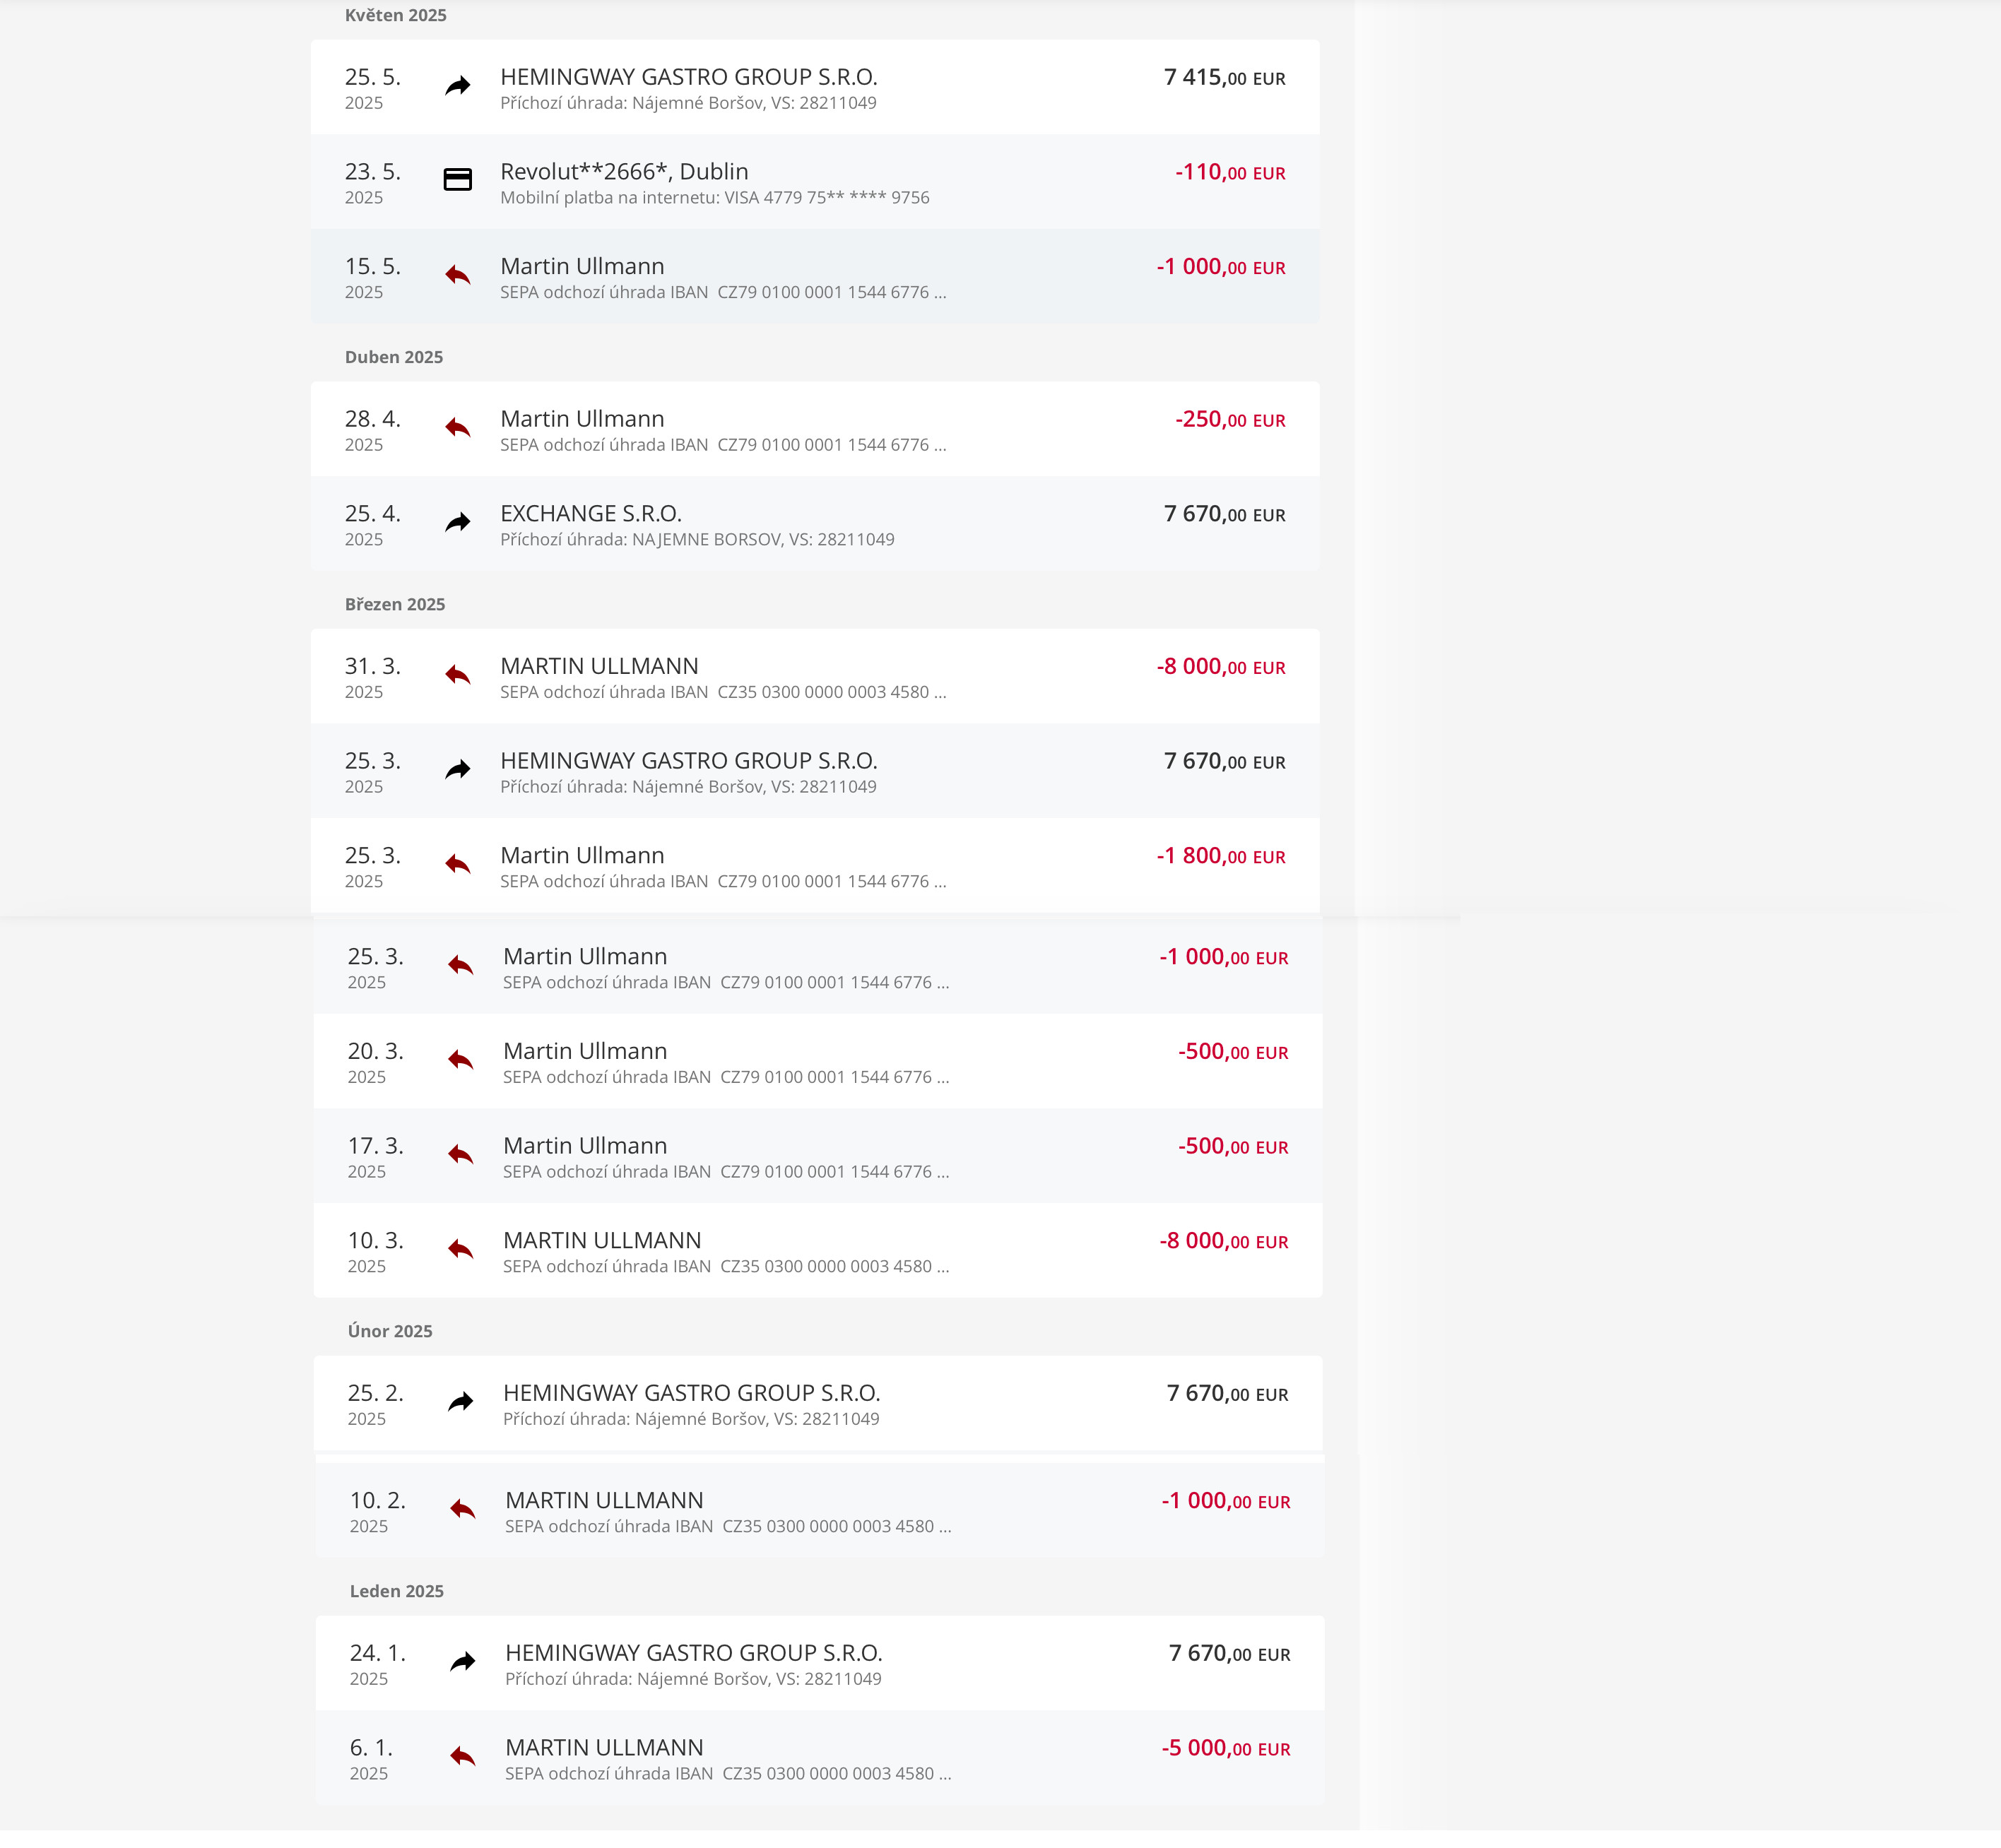 Květen 2025
25. 5. HEMINGWAY GASTRO GROUP S.R.O. 7 415,00 EUR
2025 Příchozí úhrada: Nájemné Boršov, VS: 28211049
23. 5. Revolut**2666*, Dublin -110,00 EUR
2025 Mobilní platba na internetu: VISA 4779 75** **** 9756
15. 5. Martin Ullmann -1 000,00 EUR
2025 SEPA odchozí úhrada IBAN CZ79 0100 0001 1544 6776 ...
Duben 2025
28. 4. Martin Ullmann -250,00 EUR
2025 SEPA odchozí úhrada IBAN CZ79 0100 0001 1544 6776 ...
25. 4. EXCHANGE S.R.O. 7 670,00 EUR
2025 Příchozí úhrada: NAJEMNE BORSOV, VS: 28211049
Březen 2025
31. 3. MARTIN ULLMANN -8 000,00 EUR
2025 SEPA odchozí úhrada IBAN CZ35 0300 0000 0003 4580 ...
25. 3. HEMINGWAY GASTRO GROUP S.R.O. 7 670,00 EUR
2025 Příchozí úhrada: Nájemné Boršov, VS: 28211049
25. 3. Martin Ullmann -1 800,00 EUR
2025 SEPA odchozí úhrada IBAN CZ79 0100 0001 1544 6776 ...
25. 3. Martin Ullmann -1 000,00 EUR
2025 SEPA odchozí úhrada IBAN CZ79 0100 0001 1544 6776 ...
20. 3. Martin Ullmann -500,00 EUR
2025 SEPA odchozí úhrada IBAN CZ79 0100 0001 1544 6776 ...
17. 3. Martin Ullmann -500,00 EUR
2025 SEPA odchozí úhrada IBAN CZ79 0100 0001 1544 6776 ...
10. 3. MARTIN ULLMANN -8 000,00 EUR
2025 SEPA odchozí úhrada IBAN CZ35 0300 0000 0003 4580 ...
Únor 2025
25. 2. HEMINGWAY GASTRO GROUP S.R.O. 7 670,00 EUR
2025 Příchozí úhrada: Nájemné Boršov, VS: 28211049
10. 2. MARTIN ULLMANN -1 000,00 EUR
2025 SEPA odchozí úhrada IBAN CZ35 0300 0000 0003 4580 ...
Leden 2025
24. 1. HEMINGWAY GASTRO GROUP S.R.O. 7 670,00 EUR
2025 Příchozí úhrada: Nájemné Boršov, VS: 28211049
6. 1. MARTIN ULLMANN -5 000,00 EUR
2025 SEPA odchozí úhrada IBAN CZ35 0300 0000 0003 4580 ...